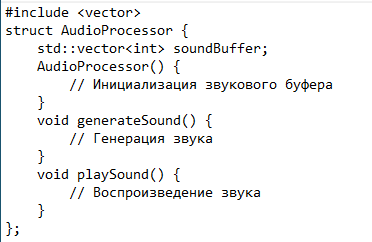 #include <vector>
struct AudioProcessor {
    std::vector<int> soundBuffer;
    AudioProcessor() {
        // Инициализация звукового буфера
    }
    void generateSound() {
        // Генерация звука
    }
    void playSound() {
        // Воспроизведение звука
    }
};